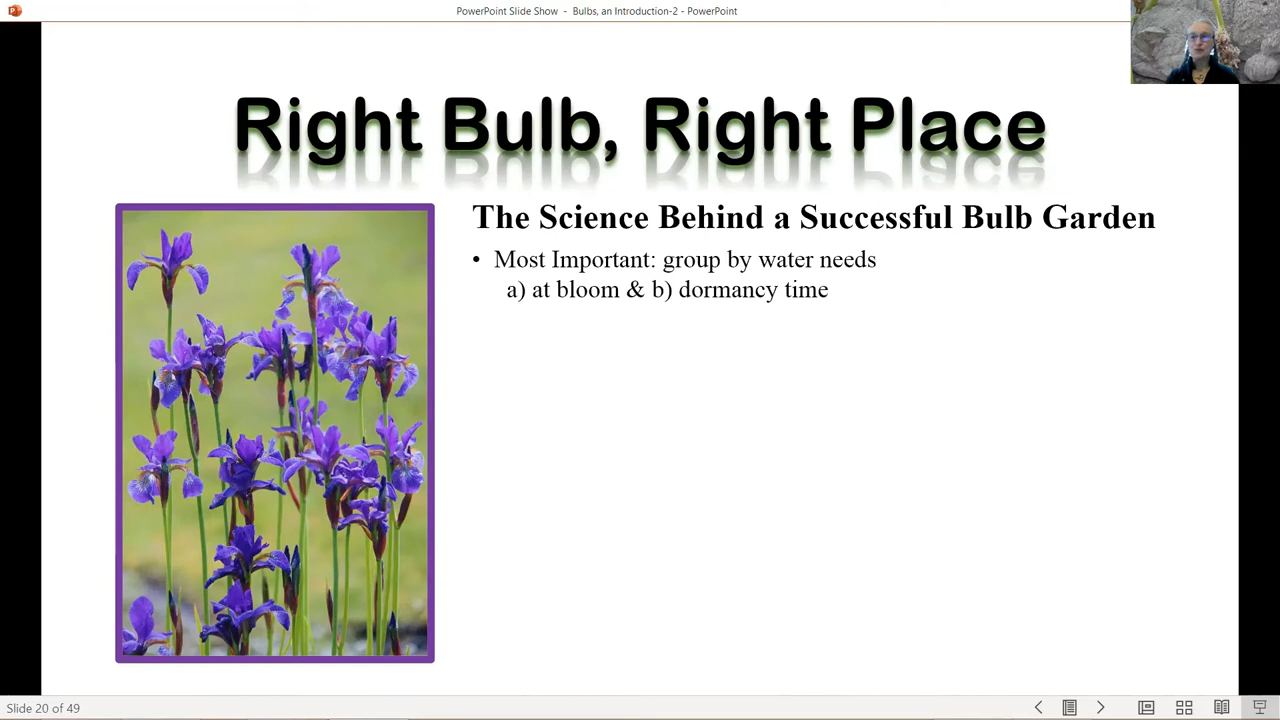 PowerPoint Slide Show - Bulbs, an Introduction-2 - PowerPoint
Right Bulb, Right Place
The Science Behind a Successful Bulb Garden
• Most Important: group by water needs
a) at bloom & b) dormancy time
Slide 20 of 49